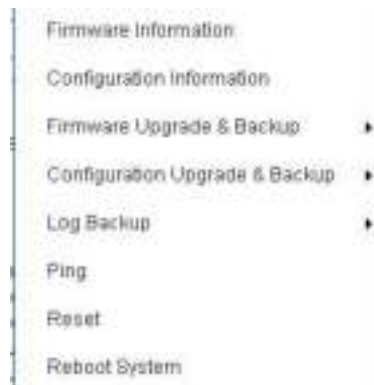 Firmware Information
Configuration Information
Firmware Upgrade & Backup
Configuration Upgrade & Backup
Log Backup
Ping
Reset
Reboot System